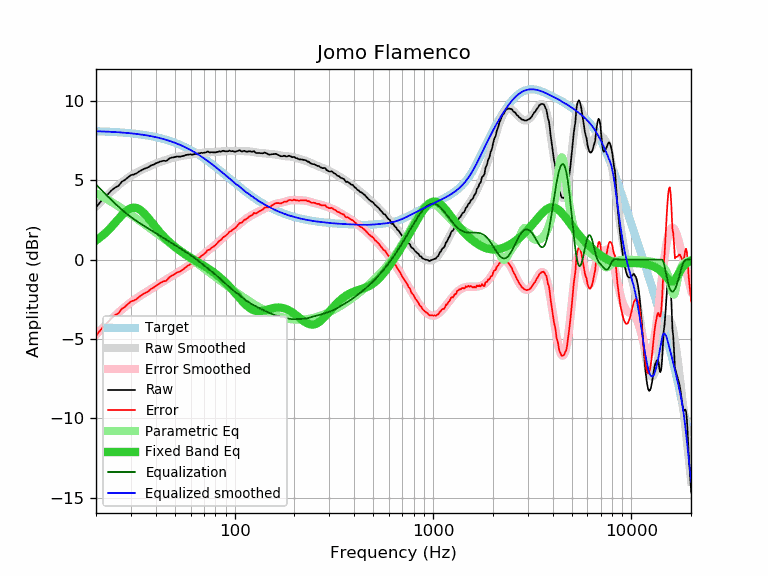 Jomo Flamenco
10
5
0
−5
−10
−15
Amplitude (dBr)
Target
Raw Smoothed
Error Smoothed
Raw
Error
Parametric Eq
Fixed Band Eq
Equalization
Equalized smoothed
100
1000
10000
Frequency (Hz)